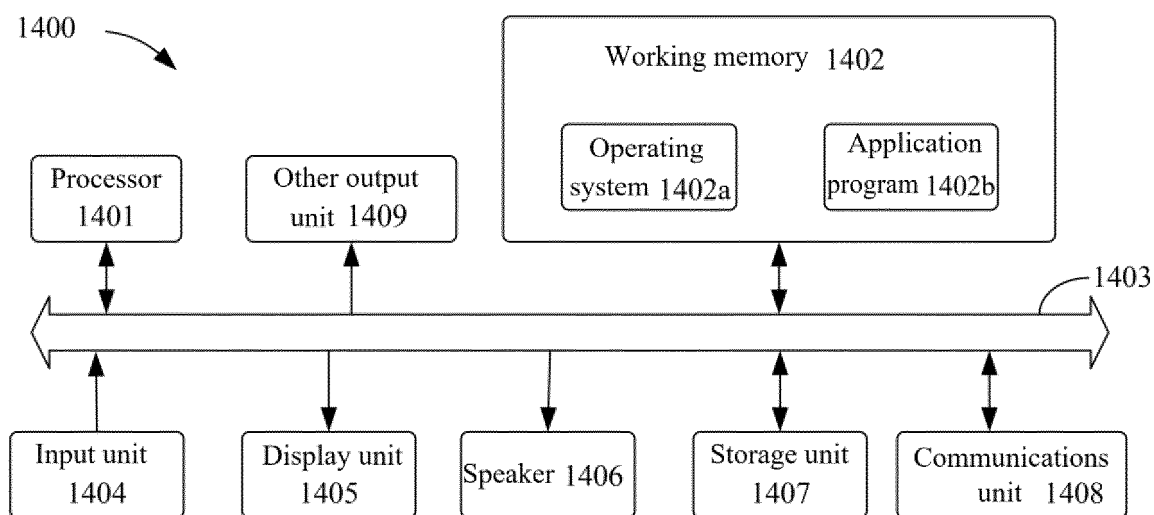 1400
Working memory 1402
Operating
system 1402a
Application
program 1402b
Processor
1401
Other output
unit 1409
1403
Input unit
1404
Display unit
1405
Speaker 1406
Storage unit
1407
Communications
unit 1408